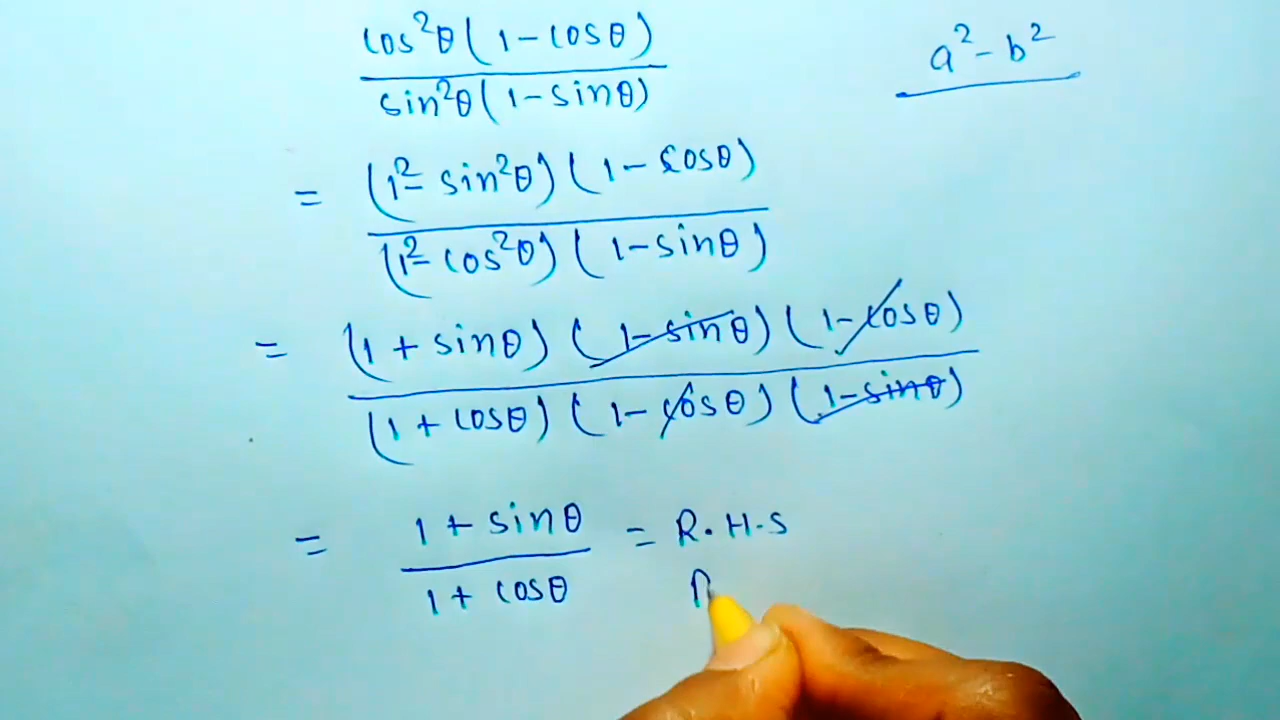 cos²θ(1-cosθ)
sin²θ(1-sinθ)
a²-b²
= (1²-sin²θ)(1-cosθ)
(1²-cos²θ)(1-sinθ)
= (1+sinθ)(1-sinθ)(1-cosθ)
(1+cosθ)(1-cosθ)(1-sinθ)
= 1+sinθ = R.H.S
1+cosθ